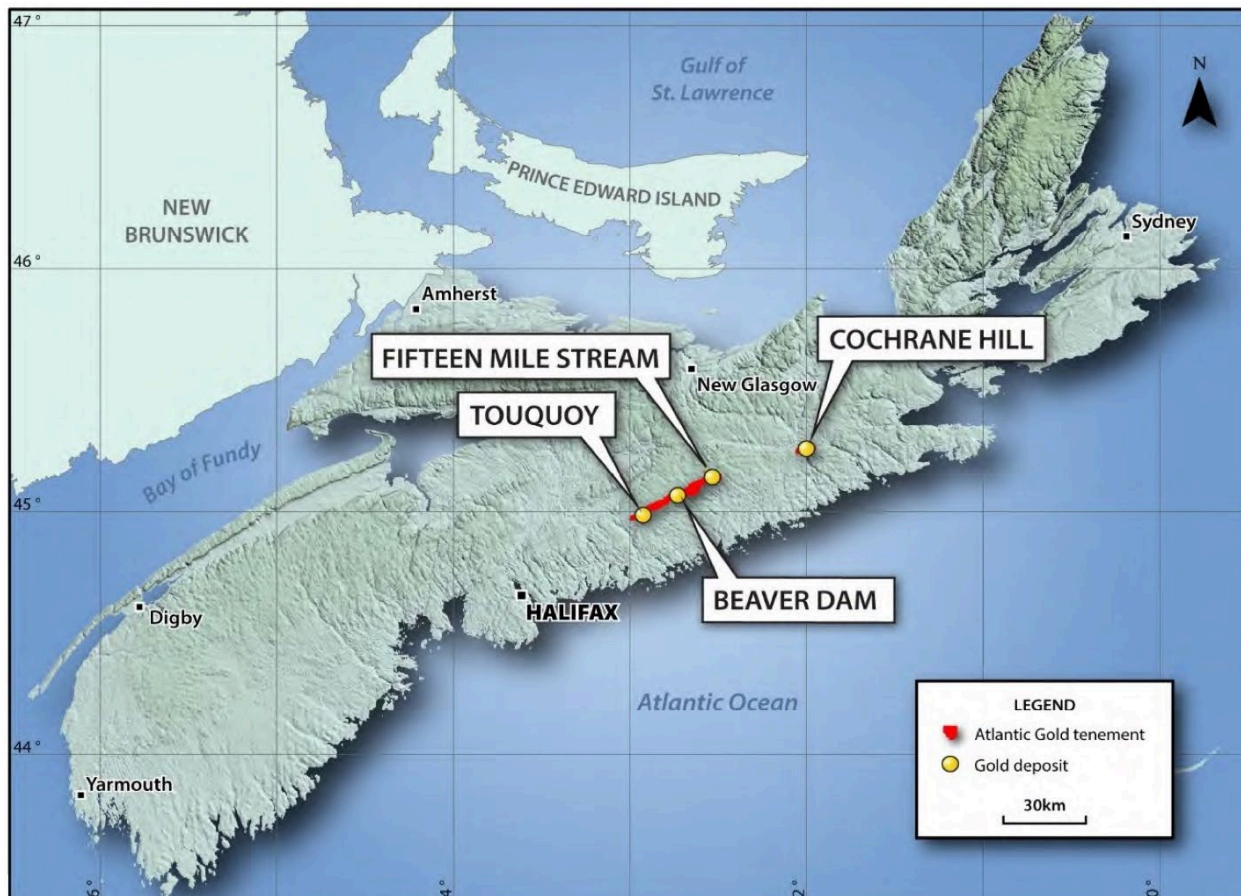 47°
Gulf of
St. Lawrence
N
PRINCE EDWARD ISLAND
NEW
BRUNSWICK
Sydney
46°
Amherst
COCHRANE HILL
FIFTEEN MILE STREAM
New Glasgow
TOUQUOY
Bay of Fundy
45°
BEAVER DAM
HALIFAX
Digby
Atlantic Ocean
LEGEND
Atlantic Gold tenement
Gold deposit
30km
44°
Yarmouth